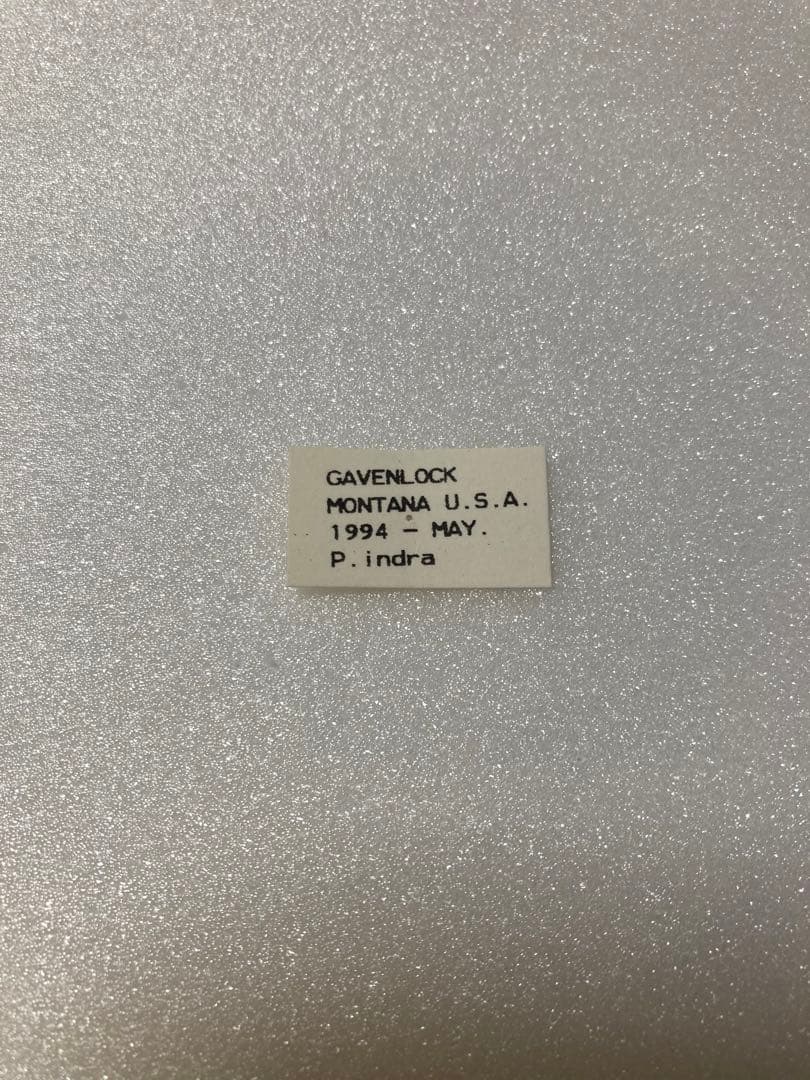 GAVENLOCK
MONTANA U.S.A.
1994 - MAY.
P.indra